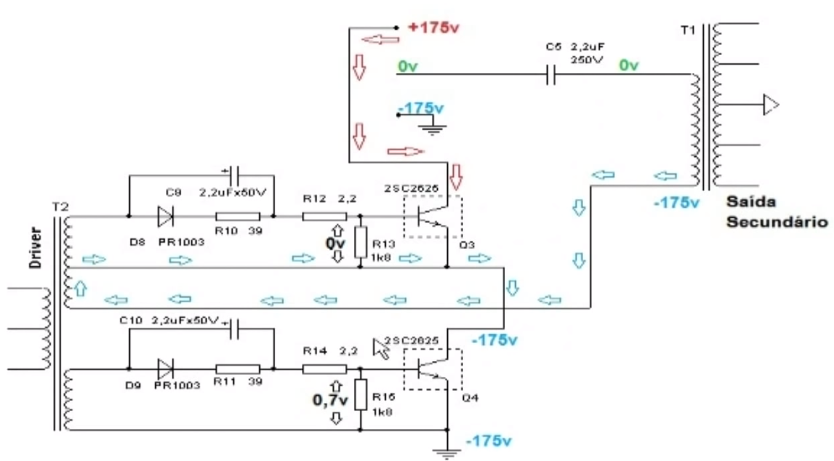 +175v
T1
C5 2,2uF
250V
0v
0v
-175v
C9
2,2uFx50V
R12 2,2
2SC2625
-175v
Saída
Secundário
T2
Driver
D8 PR1003
R10 39
0v
R13
1k8
Q3
C10 2,2uFx50V
R14 2,2
2SC2625
-175v
D9 PR1003
R11 39
0,7v
R15
1k8
Q4
-175v